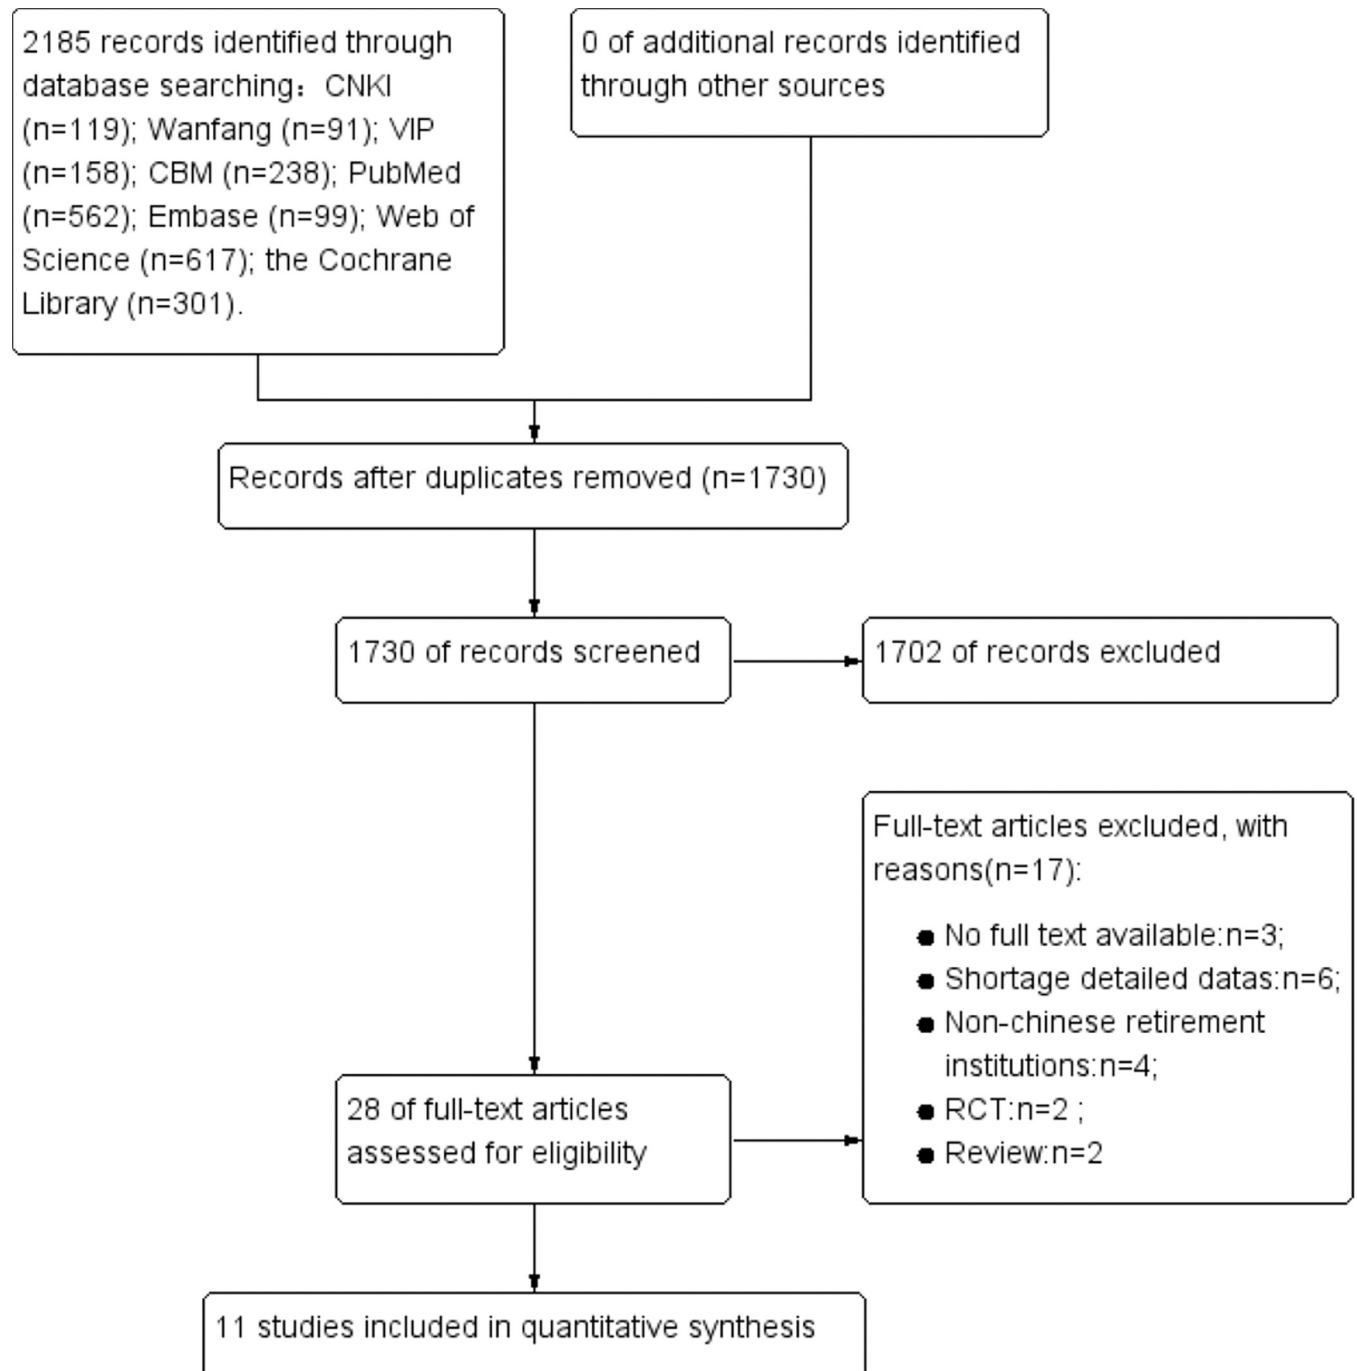 2185 records identified through
database searching：CNKI
(n=119); Wanfang (n=91); VIP
(n=158); CBM (n=238); PubMed
(n=562); Embase (n=99); Web of
Science (n=617); the Cochrane
Library (n=301).
0 of additional records identified
through other sources
Records after duplicates removed (n=1730)
1730 of records screened
1702 of records excluded
Full-text articles excluded, with
reasons(n=17):
● No full text available:n=3;
● Shortage detailed datas:n=6;
● Non-chinese retirement
institutions:n=4;
● RCT:n=2 ;
● Review:n=2
28 of full-text articles
assessed for eligibility
11 studies included in quantitative synthesis